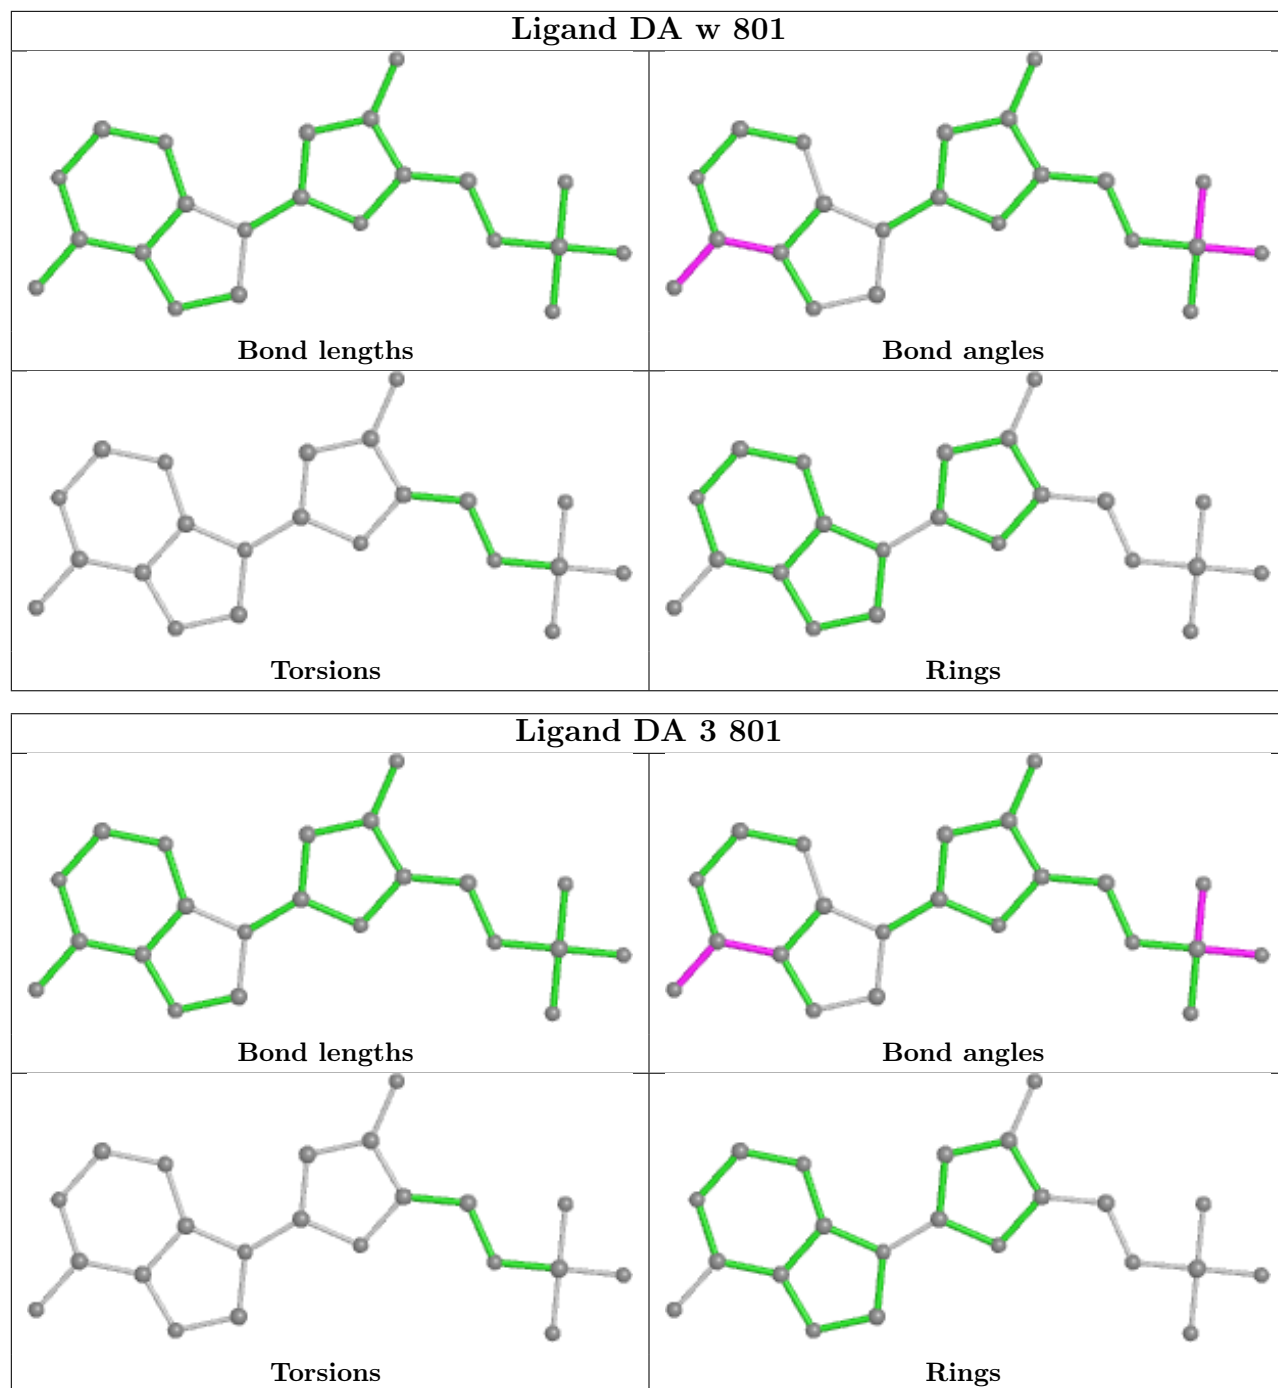 Ligand DA w 801
Bond lengths
Bond angles
Torsions
Rings
Ligand DA 3 801
Bond lengths
Bond angles
Torsions
Rings